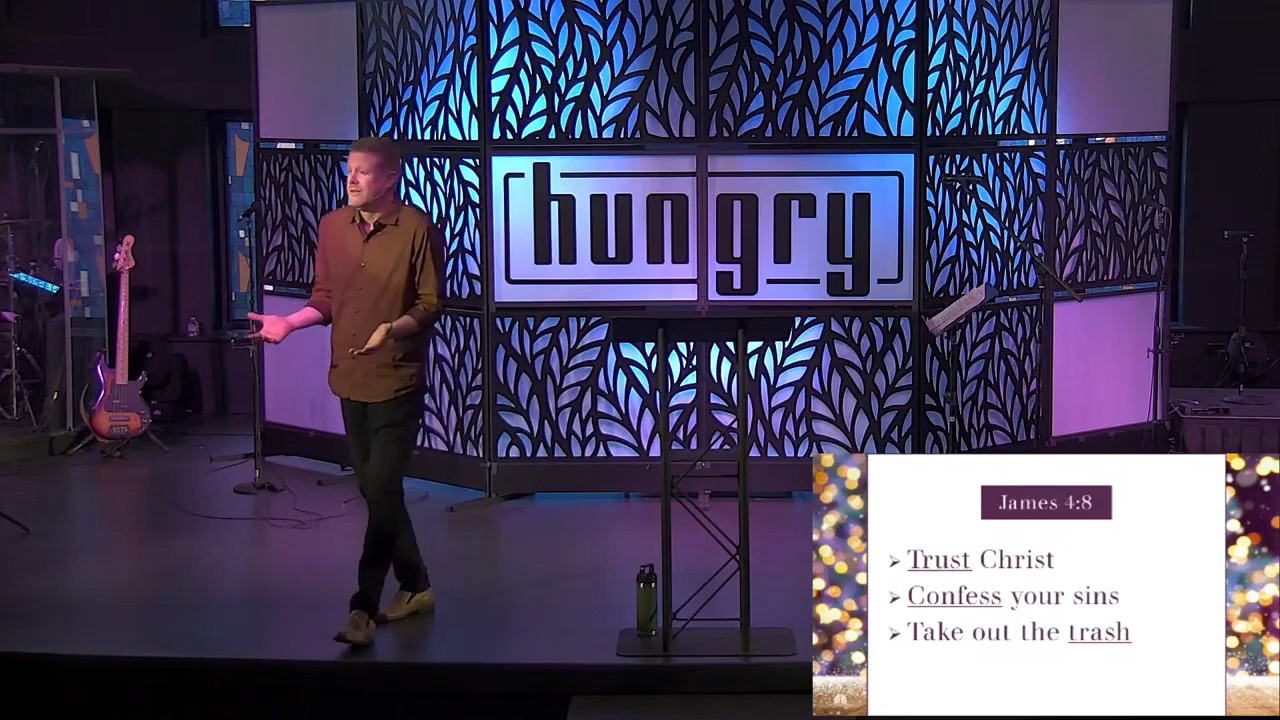 hungry
James 4:8
Trust Christ
Confess your sins
Take out the trash